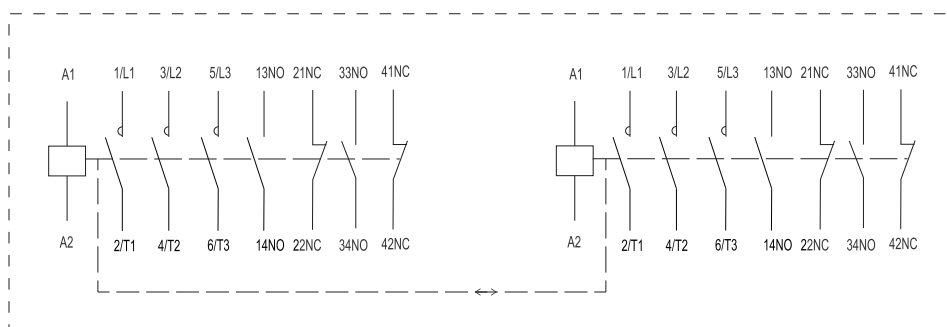 A1 1/L1 3/L2 5/L3 13NO 21NC 33NO 41NC A1 1/L1 3/L2 5/L3 13NO 21NC 33NO 41NC
A2 2/T1 4/T2 6/T3 14NO 22NC 34NO 42NC A2 2/T1 4/T2 6/T3 14NO 22NC 34NO 42NC